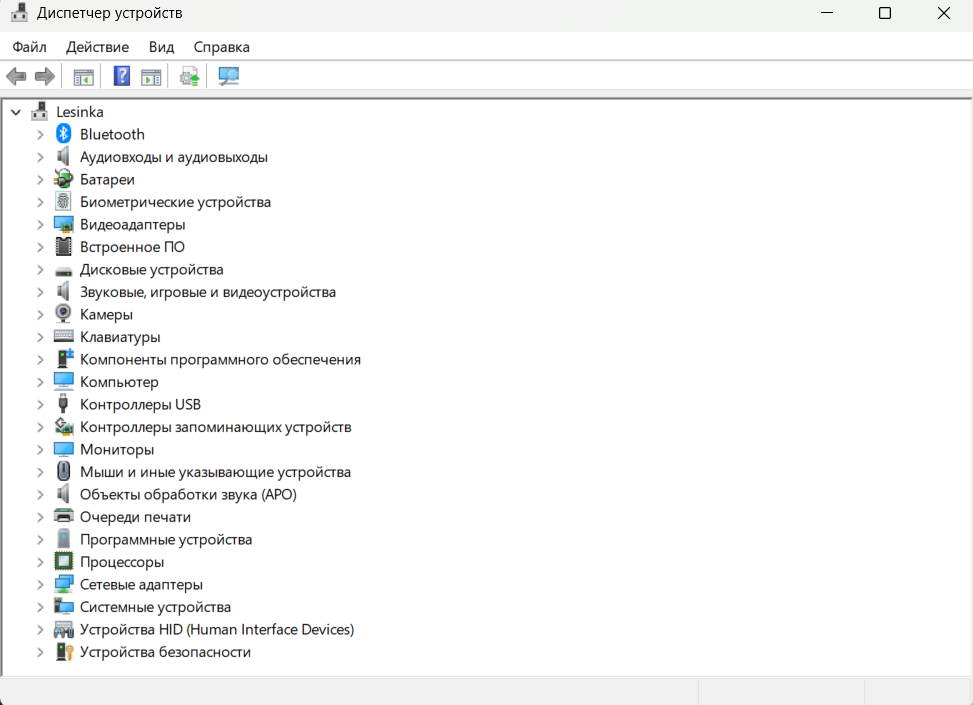 Диспетчер устройств
Файл Действие Вид Справка
Lesinka
Bluetooth
Аудиовходы и аудиовыходы
Батареи
Биометрические устройства
Видеоадаптеры
Встроенное ПО
Дисковые устройства
Звуковые, игровые и видеоустройства
Камеры
Клавиатуры
Компоненты программного обеспечения
Компьютер
Контроллеры USB
Контроллеры запоминающих устройств
Мониторы
Мыши и иные указывающие устройства
Объекты обработки звука (APO)
Очереди печати
Программные устройства
Процессоры
Сетевые адаптеры
Системные устройства
Устройства HID (Human Interface Devices)
Устройства безопасности